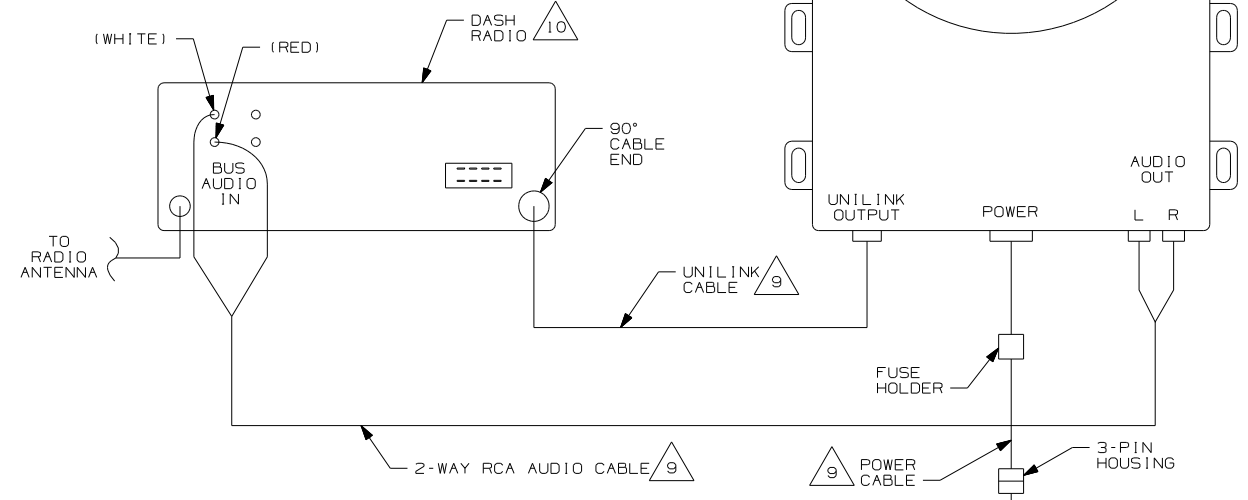 (WHITE)
(RED)
DASH
RADIO
10
90°
CABLE
END
BUS
AUDIO
IN
AUDIO
OUT
UNILINK
OUTPUT
POWER
L R
TO
RADIO
ANTENNA
UNILINK
CABLE
9
FUSE
HOLDER
2-WAY RCA AUDIO CABLE
9
9
POWER
CABLE
3-PIN
HOUSING